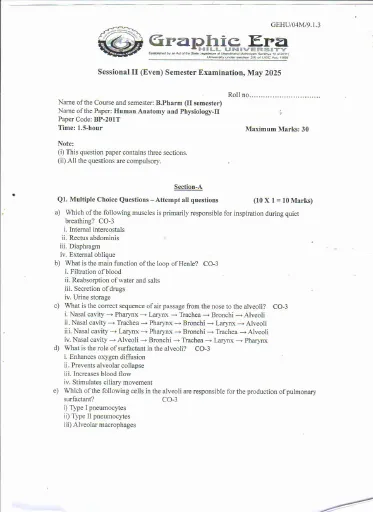 GEHU/04M/9.1.3
Graphic Era
HILL UNIVERSITY
University under section 2(f) of UGC Act, 1956
Sessional II (Even) Semester Examination, May 2025
Roll no..............................
Name of the Course and semester: B.Pharm (II semester)
Name of the Paper: Human Anatomy and Physiology-II
Paper Code: BP-201T
Time: 1.5-hour Maximum Marks: 30
Note:
(i) This question paper contains three sections.
(ii) All the questions are compulsory.
Section-A
Q1. Multiple Choice Questions – Attempt all questions (10 X 1 = 10 Marks)
a) Which of the following muscles is primarily responsible for inspiration during quiet
breathing? CO-3
i. Internal intercostals
ii. Rectus abdominis
iii. Diaphragm
iv. External oblique
b) What is the main function of the loop of Henle? CO-3
i. Filtration of blood
ii. Reabsorption of water and salts
iii. Secretion of drugs
iv. Urine storage
c) What is the correct sequence of air passage from the nose to the alveoli? CO-3
i. Nasal cavity → Pharynx → Larynx → Trachea → Bronchi → Alveoli
ii. Nasal cavity → Trachea → Pharynx → Bronchi → Larynx → Alveoli
iii. Nasal cavity → Larynx → Pharynx → Bronchi → Trachea → Alveoli
iv. Nasal cavity → Alveoli → Bronchi → Trachea → Larynx → Pharynx
d) What is the role of surfactant in the alveoli? CO-3
i. Enhances oxygen diffusion
ii. Prevents alveolar collapse
iii. Increases blood flow
iv. Stimulates ciliary movement
e) Which of the following cells in the alveoli are responsible for the production of pulmonary
surfactant? CO-3
i) Type I pneumocytes
ii) Type II pneumocytes
iii) Alveolar macrophages